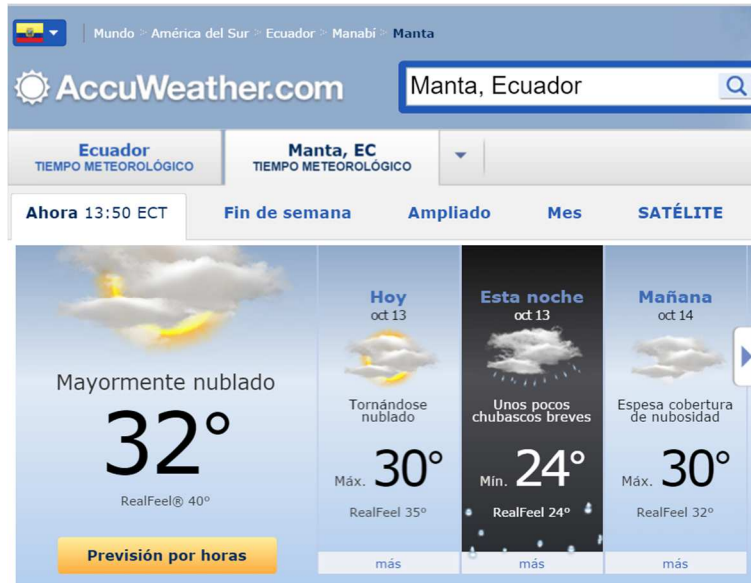 Mundo > América del Sur > Ecuador > Manabí > Manta
AccuWeather.com
Manta, Ecuador
Ecuador
TIEMPO METEOROLÓGICO
Manta, EC
TIEMPO METEOROLÓGICO
Ahora 13:50 ECT
Fin de semana
Ampliado
Mes
SATÉLITE
Mayormente nublado
32°
RealFeel® 40°
Previsión por horas
Hoy
oct 13
Tornándose
nublado
Máx. 30°
RealFeel 35°
más
Esta noche
oct 13
Unos pocos
chubascos breves
Mín. 24°
RealFeel 24°
más
Mañana
oct 14
Espesa cobertura
de nubosidad
Máx. 30°
RealFeel 32°
más